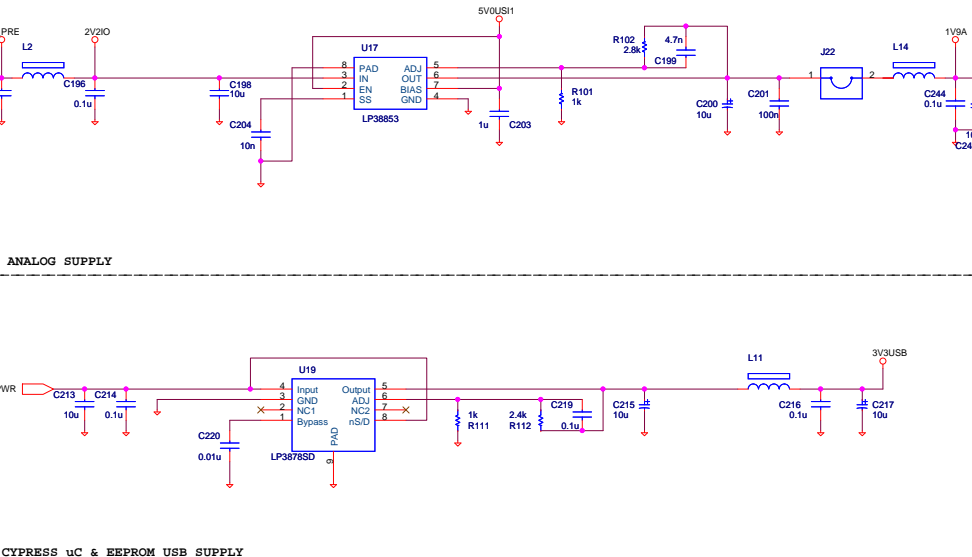 PRE
2V2IO
5V0USI1
1V9A
L2
U17
R102
2.8k
4.7n
C199
J22
L14
C196
0.1u
C198
10u
8 PAD ADJ 5
3 IN OUT 6
2 EN BIAS 7
1 SS GND 4
LP38853
R101
1k
C204
10n
1u
C203
C200
10u
C201
100n
1
2
C244
0.1u
10
C24
ANALOG SUPPLY
WR
C213
10u
C214
0.1u
U19
4 Input Output 5
3 GND ADJ 6
2 NC1 NC2 7
1 Bypass nS/D 8
PAD
9
LP3878SD
C220
0.01u
1k
R111
2.4k
R112
C219
0.1u
C215
10u
L11
3V3USB
C216
0.1u
C217
10u
CYPRESS uC & EEPROM USB SUPPLY